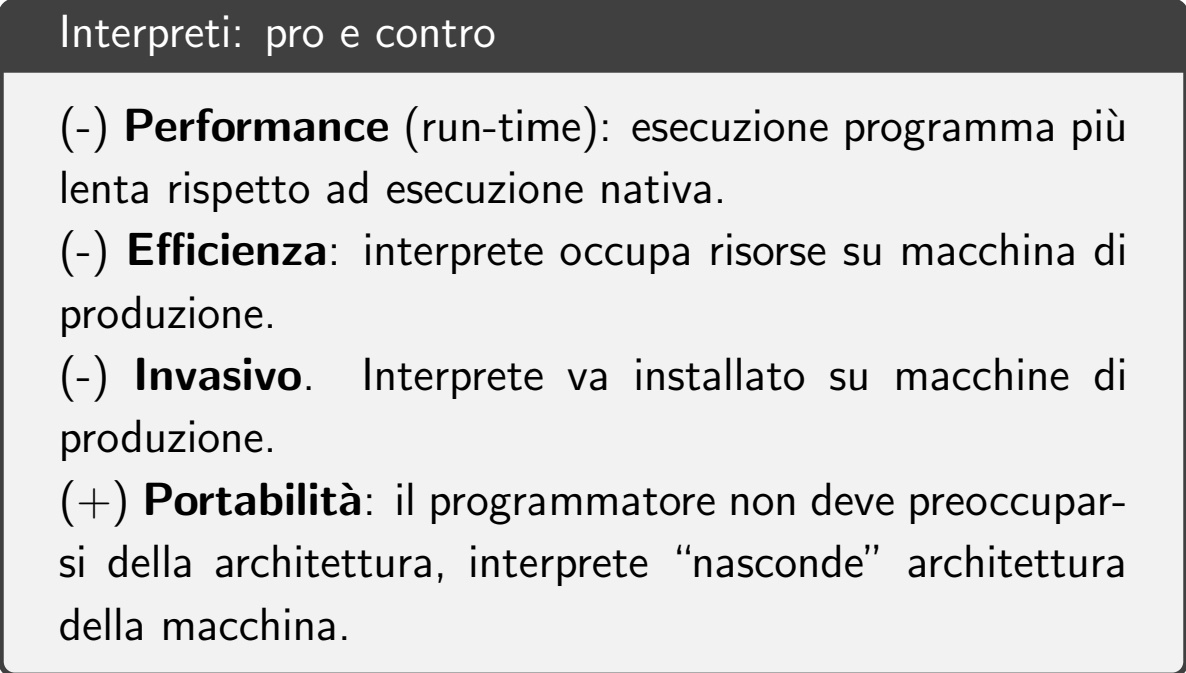 Interpreti: pro e contro
(-) Performance (run-time): esecuzione programma più
lenta rispetto ad esecuzione nativa.
(-) Efficienza: interprete occupa risorse su macchina di
produzione.
(-) Invasivo. Interprete va installato su macchine di
produzione.
(+) Portabilità: il programmatore non deve preoccupar-
si della architettura, interprete “nasconde” architettura
della macchina.